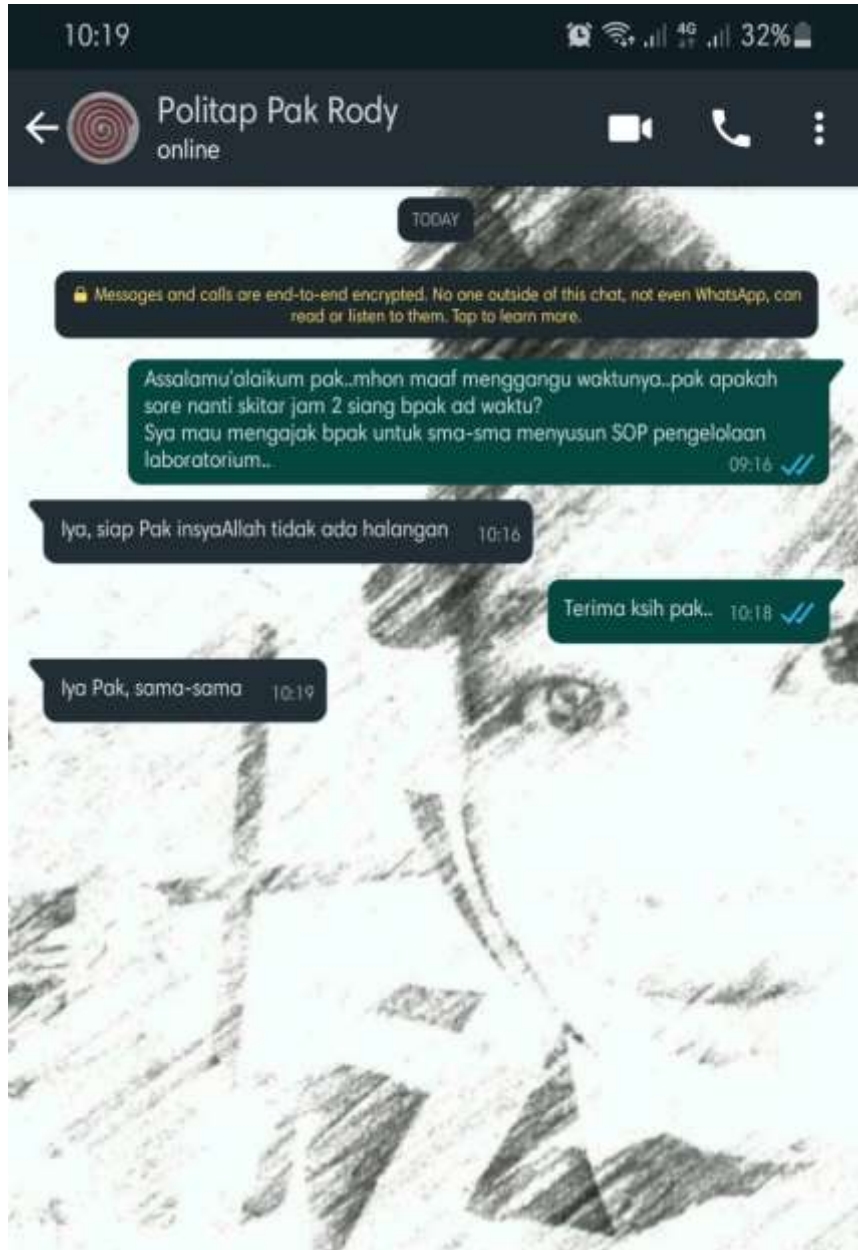 10:19
4G 32%
Politap Pak Rody
online
TODAY
Messages and calls are end-to-end encrypted. No one outside of this chat, not even WhatsApp, can
read or listen to them. Tap to learn more.
Assalamu'alaikum pak..mhon maaf menggangu waktunya..pak apakah
sore nanti skitar jam 2 siang bpak ad waktu?
Sya mau mengajak bpak untuk sma-sma menyusun SOP pengelolaan
laboratorium..
09:16
Iya, siap Pak insyaAllah tidak ada halangan 10:16
Terima ksih pak.. 10:18
Iya Pak, sama-sama 10:19